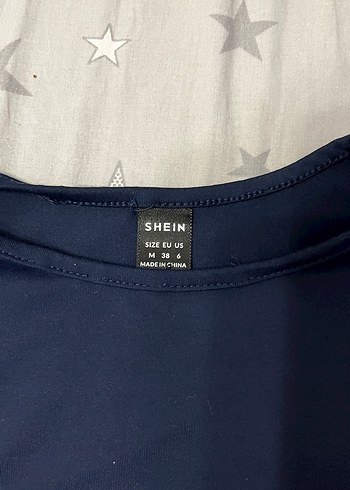 SHEIN
SIZE EU US
M 38 6
MADE IN CHINA